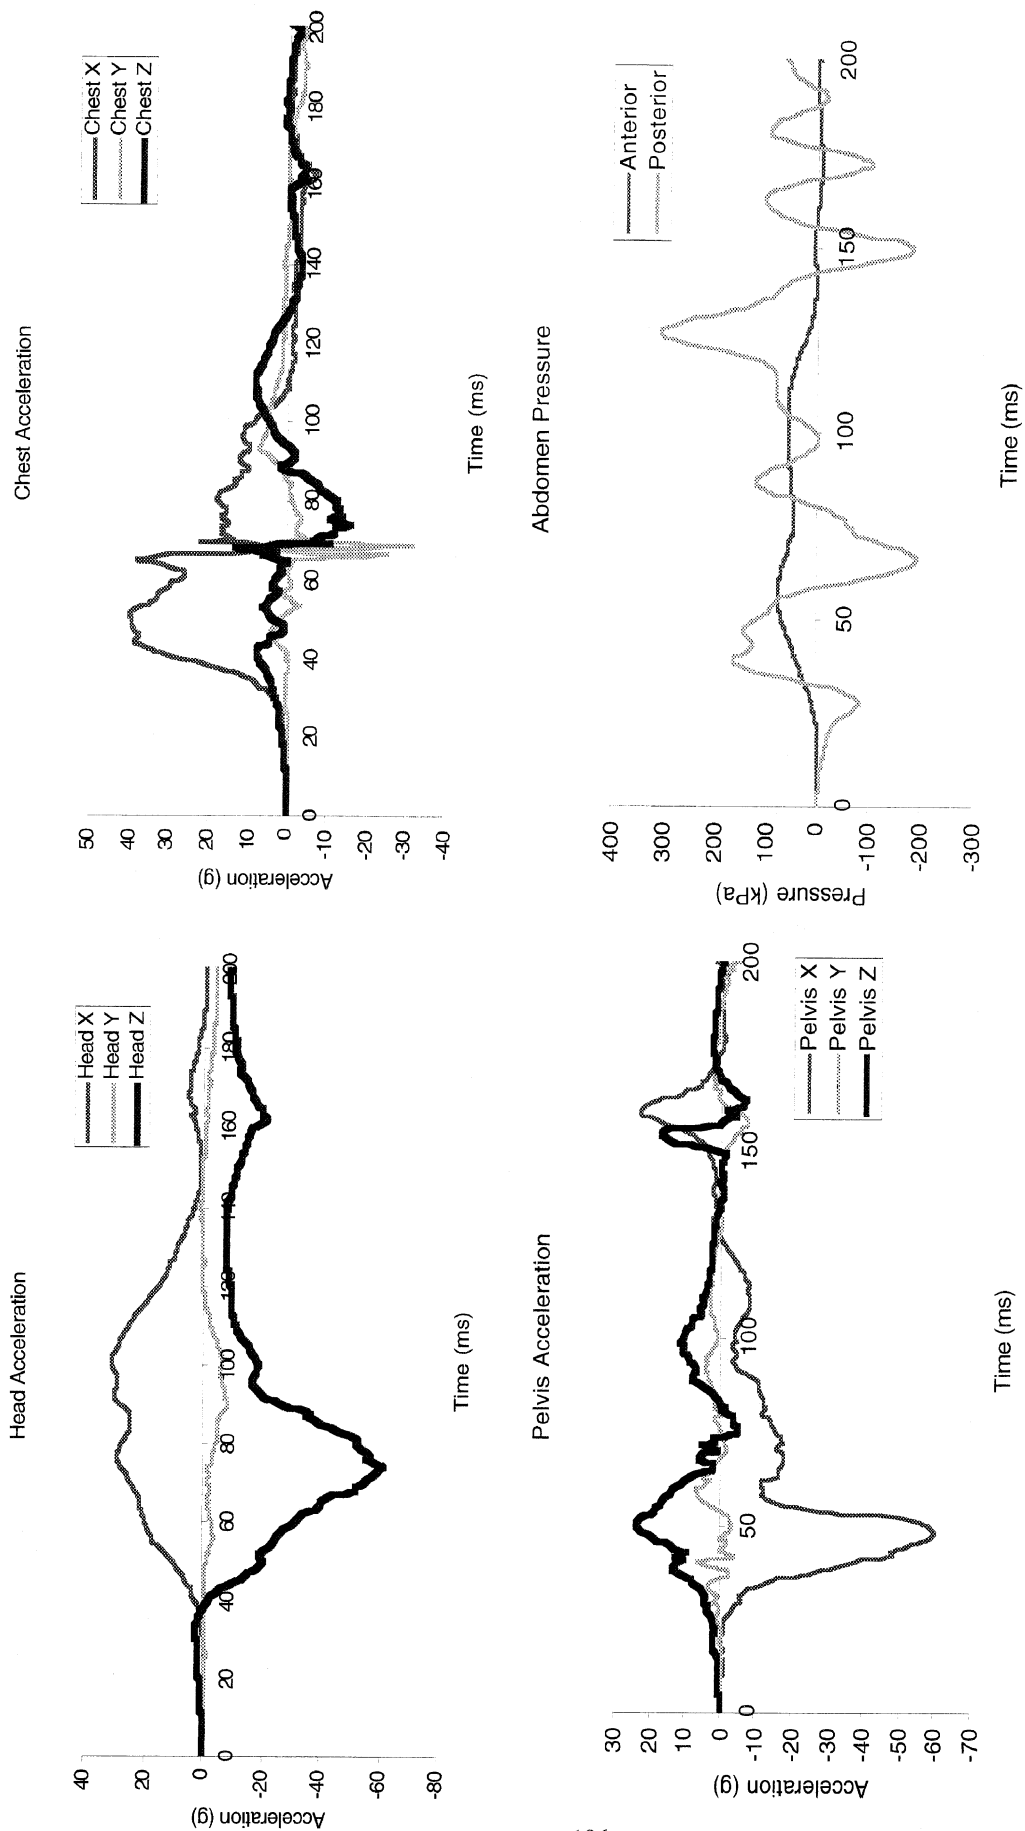 Head Acceleration
Head X
Head Y
Head Z
40
20
0
-20
-40
-60
-80
Acceleration (g)
0
20
40
60
80
100
120
140
160
180
200
Time (ms)
Chest Acceleration
Chest X
Chest Y
Chest Z
50
40
30
20
10
0
-10
-20
-30
-40
Acceleration (g)
0
20
40
60
80
100
120
140
160
180
200
Time (ms)
Pelvis Acceleration
Pelvis X
Pelvis Y
Pelvis Z
30
20
10
0
-10
-20
-30
-40
-50
-60
-70
Acceleration (g)
0
50
100
150
200
Time (ms)
Abdomen Pressure
Anterior
Posterior
400
300
200
100
0
-100
-200
-300
Pressure (kPa)
0
50
100
150
200
Time (ms)